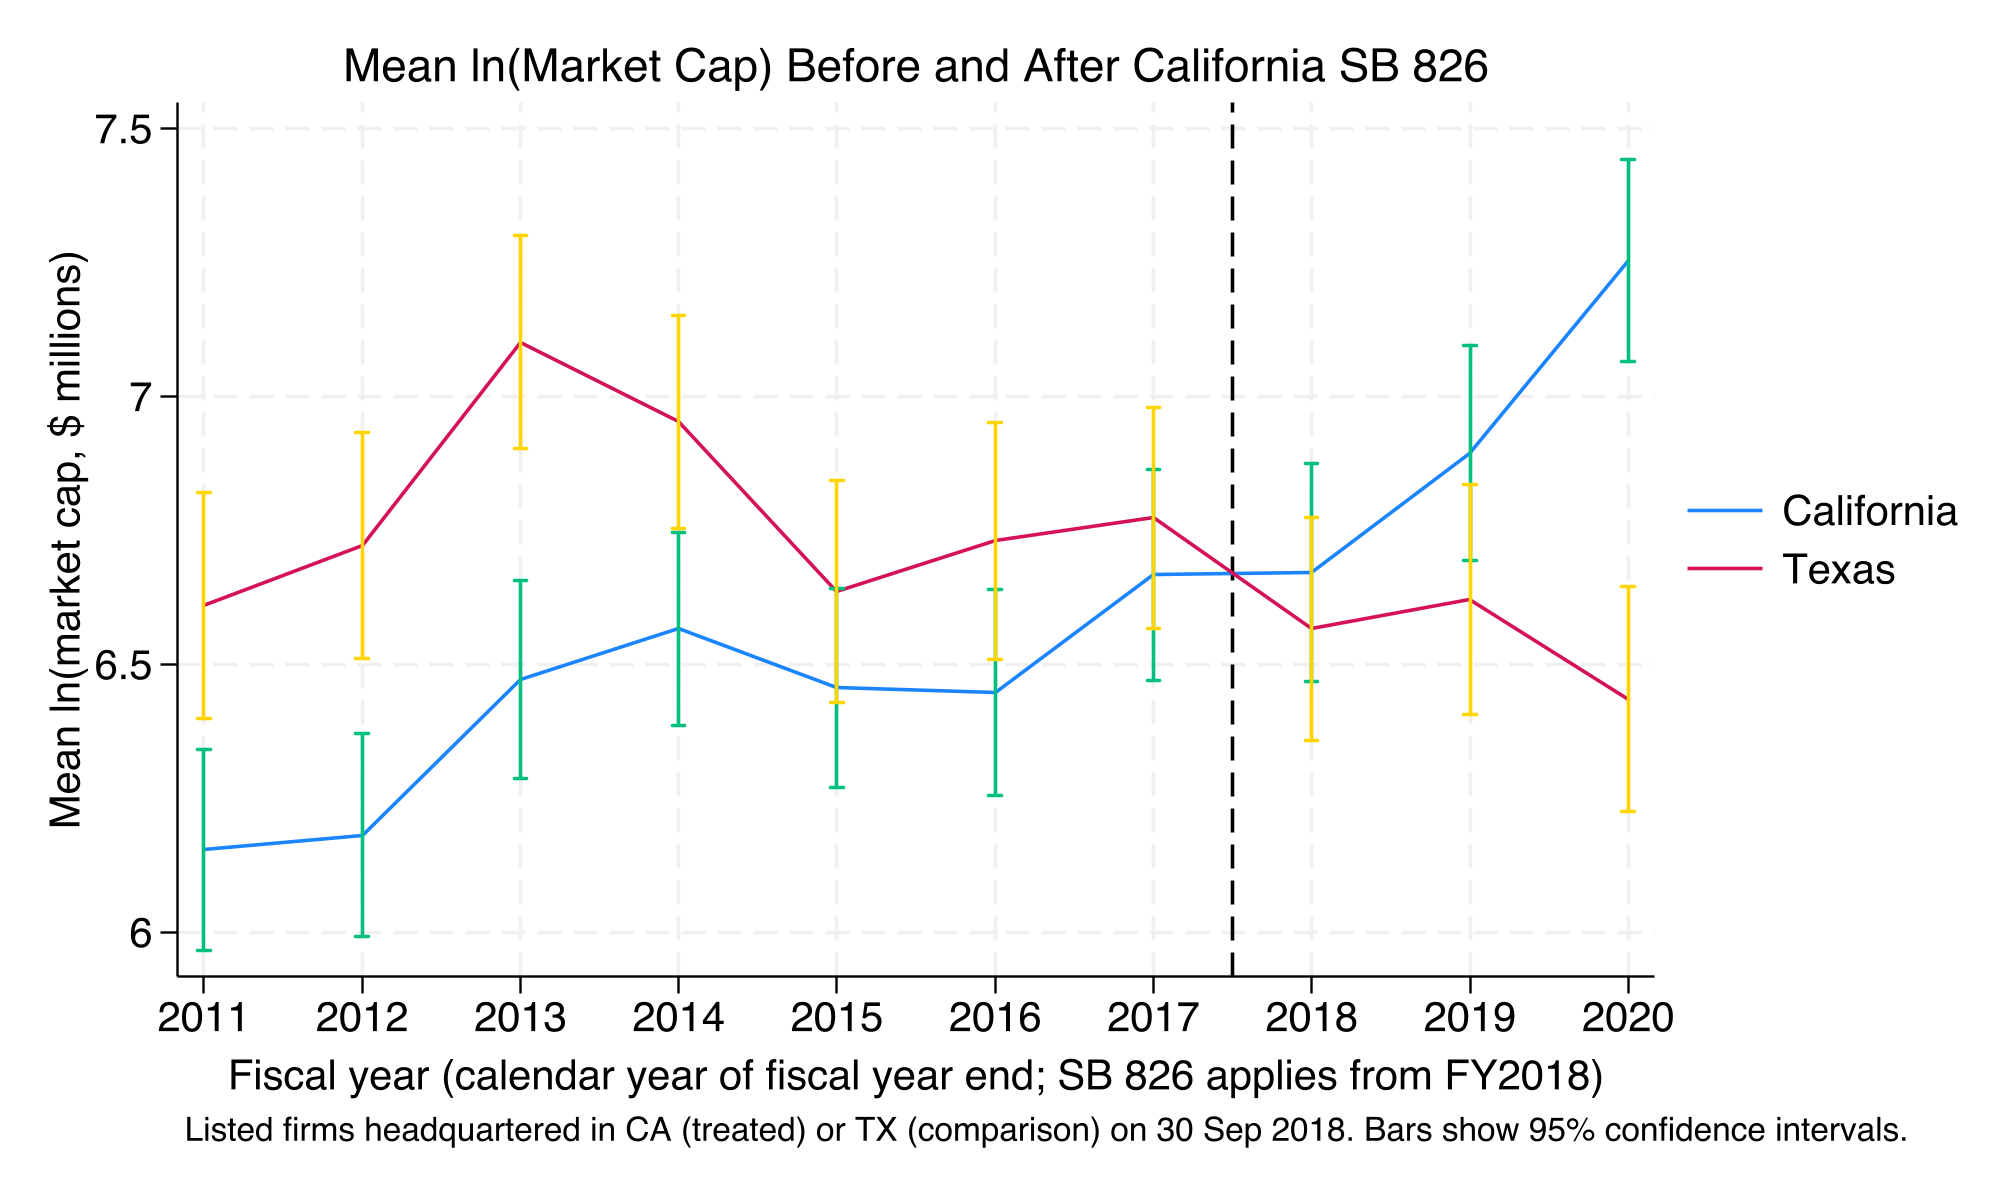 Mean ln(Market Cap) Before and After California SB 826
Mean ln(market cap, $ millions)
7.5
7
6.5
6
2011 2012 2013 2014 2015 2016 2017 2018 2019 2020
Fiscal year (calendar year of fiscal year end; SB 826 applies from FY2018)
California
Texas
Listed firms headquartered in CA (treated) or TX (comparison) on 30 Sep 2018. Bars show 95% confidence intervals.